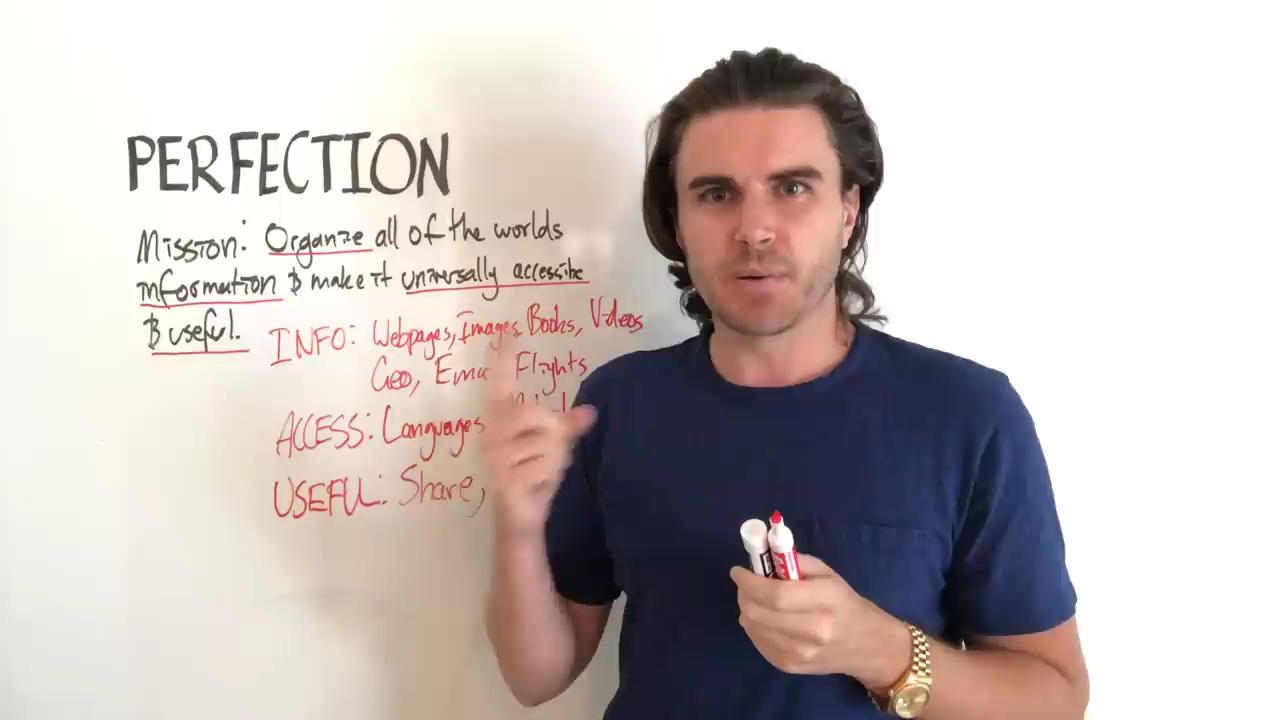 PERFECTION
Mission: Organize all of the worlds
information & make it universally accessible
& useful.
INFO: Webpages, Images, Books, Videos
Geo, Flights
ACCESS: Languages
USEFUL: Share,